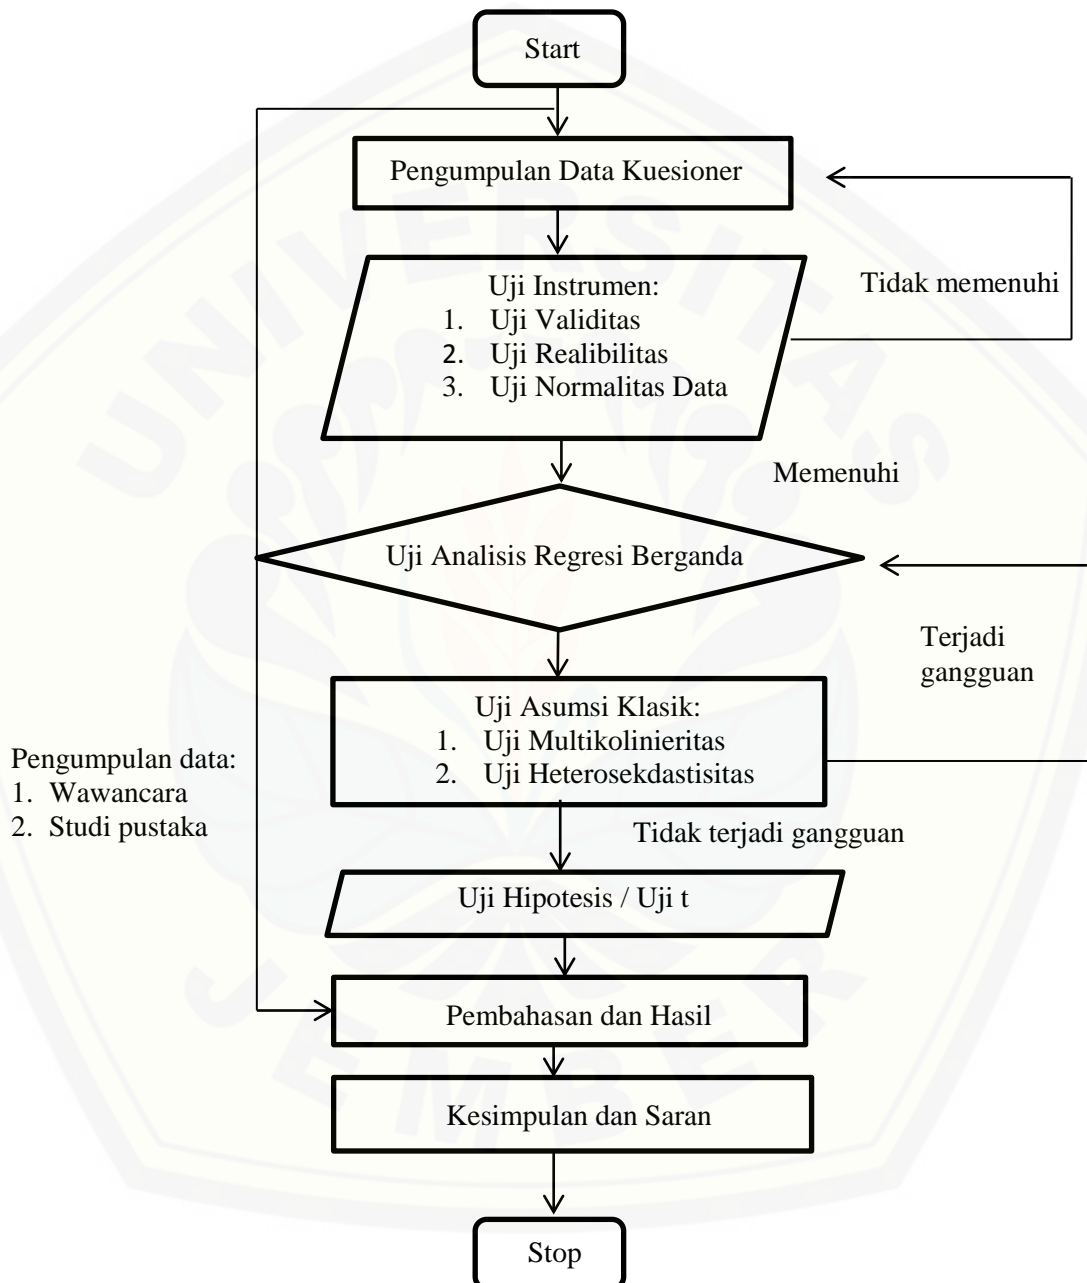 Start
Pengumpulan Data Kuesioner
Tidak memenuhi
Uji Instrumen:
1. Uji Validitas
2. Uji Realibilitas
3. Uji Normalitas Data
Memenuhi
Uji Analisis Regresi Berganda
Terjadi
gangguan
Uji Asumsi Klasik:
1. Uji Multikolinieritas
2. Uji Heterosekdastisitas
Pengumpulan data:
1. Wawancara
2. Studi pustaka
Tidak terjadi gangguan
Uji Hipotesis / Uji t
Pembahasan dan Hasil
Kesimpulan dan Saran
Stop
UNIVERSITAS
JEMBER